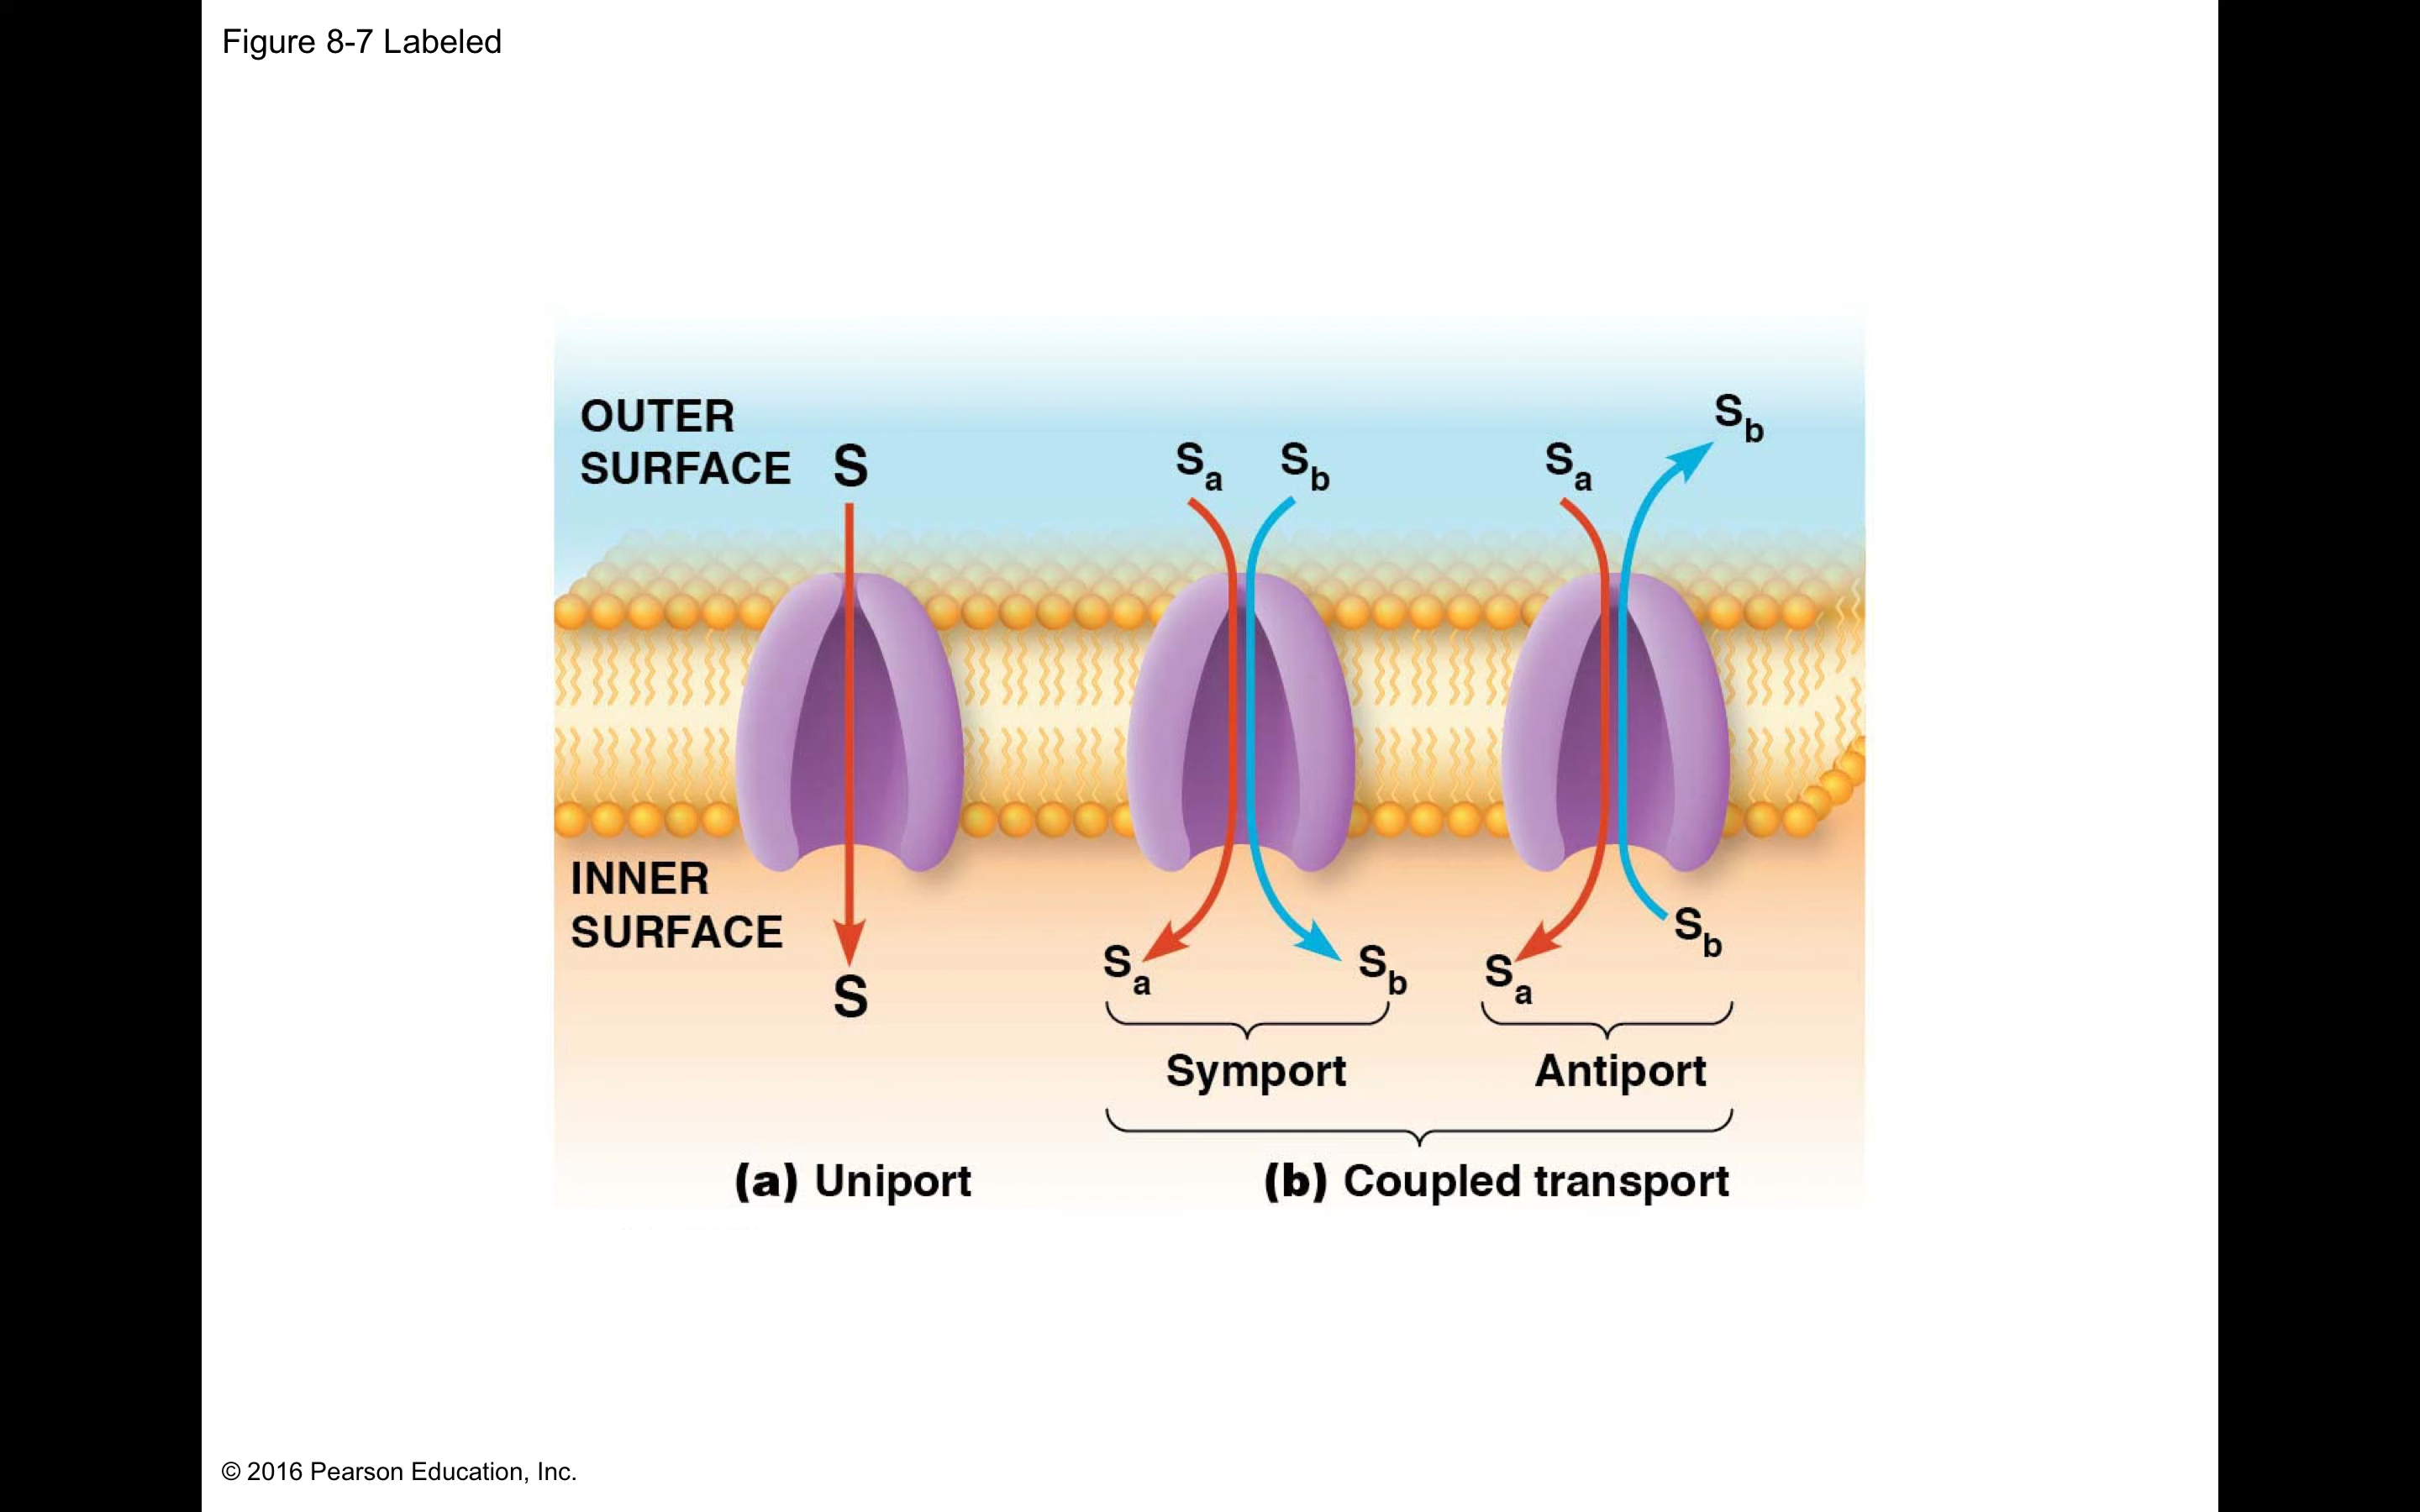 Figure 8-7 Labeled
OUTER
SURFACE
S
Sa
Sb
Sa
Sb
INNER
SURFACE
S
Sa
Sb
Sa
Sb
Symport
Antiport
(a) Uniport
(b) Coupled transport
© 2016 Pearson Education, Inc.